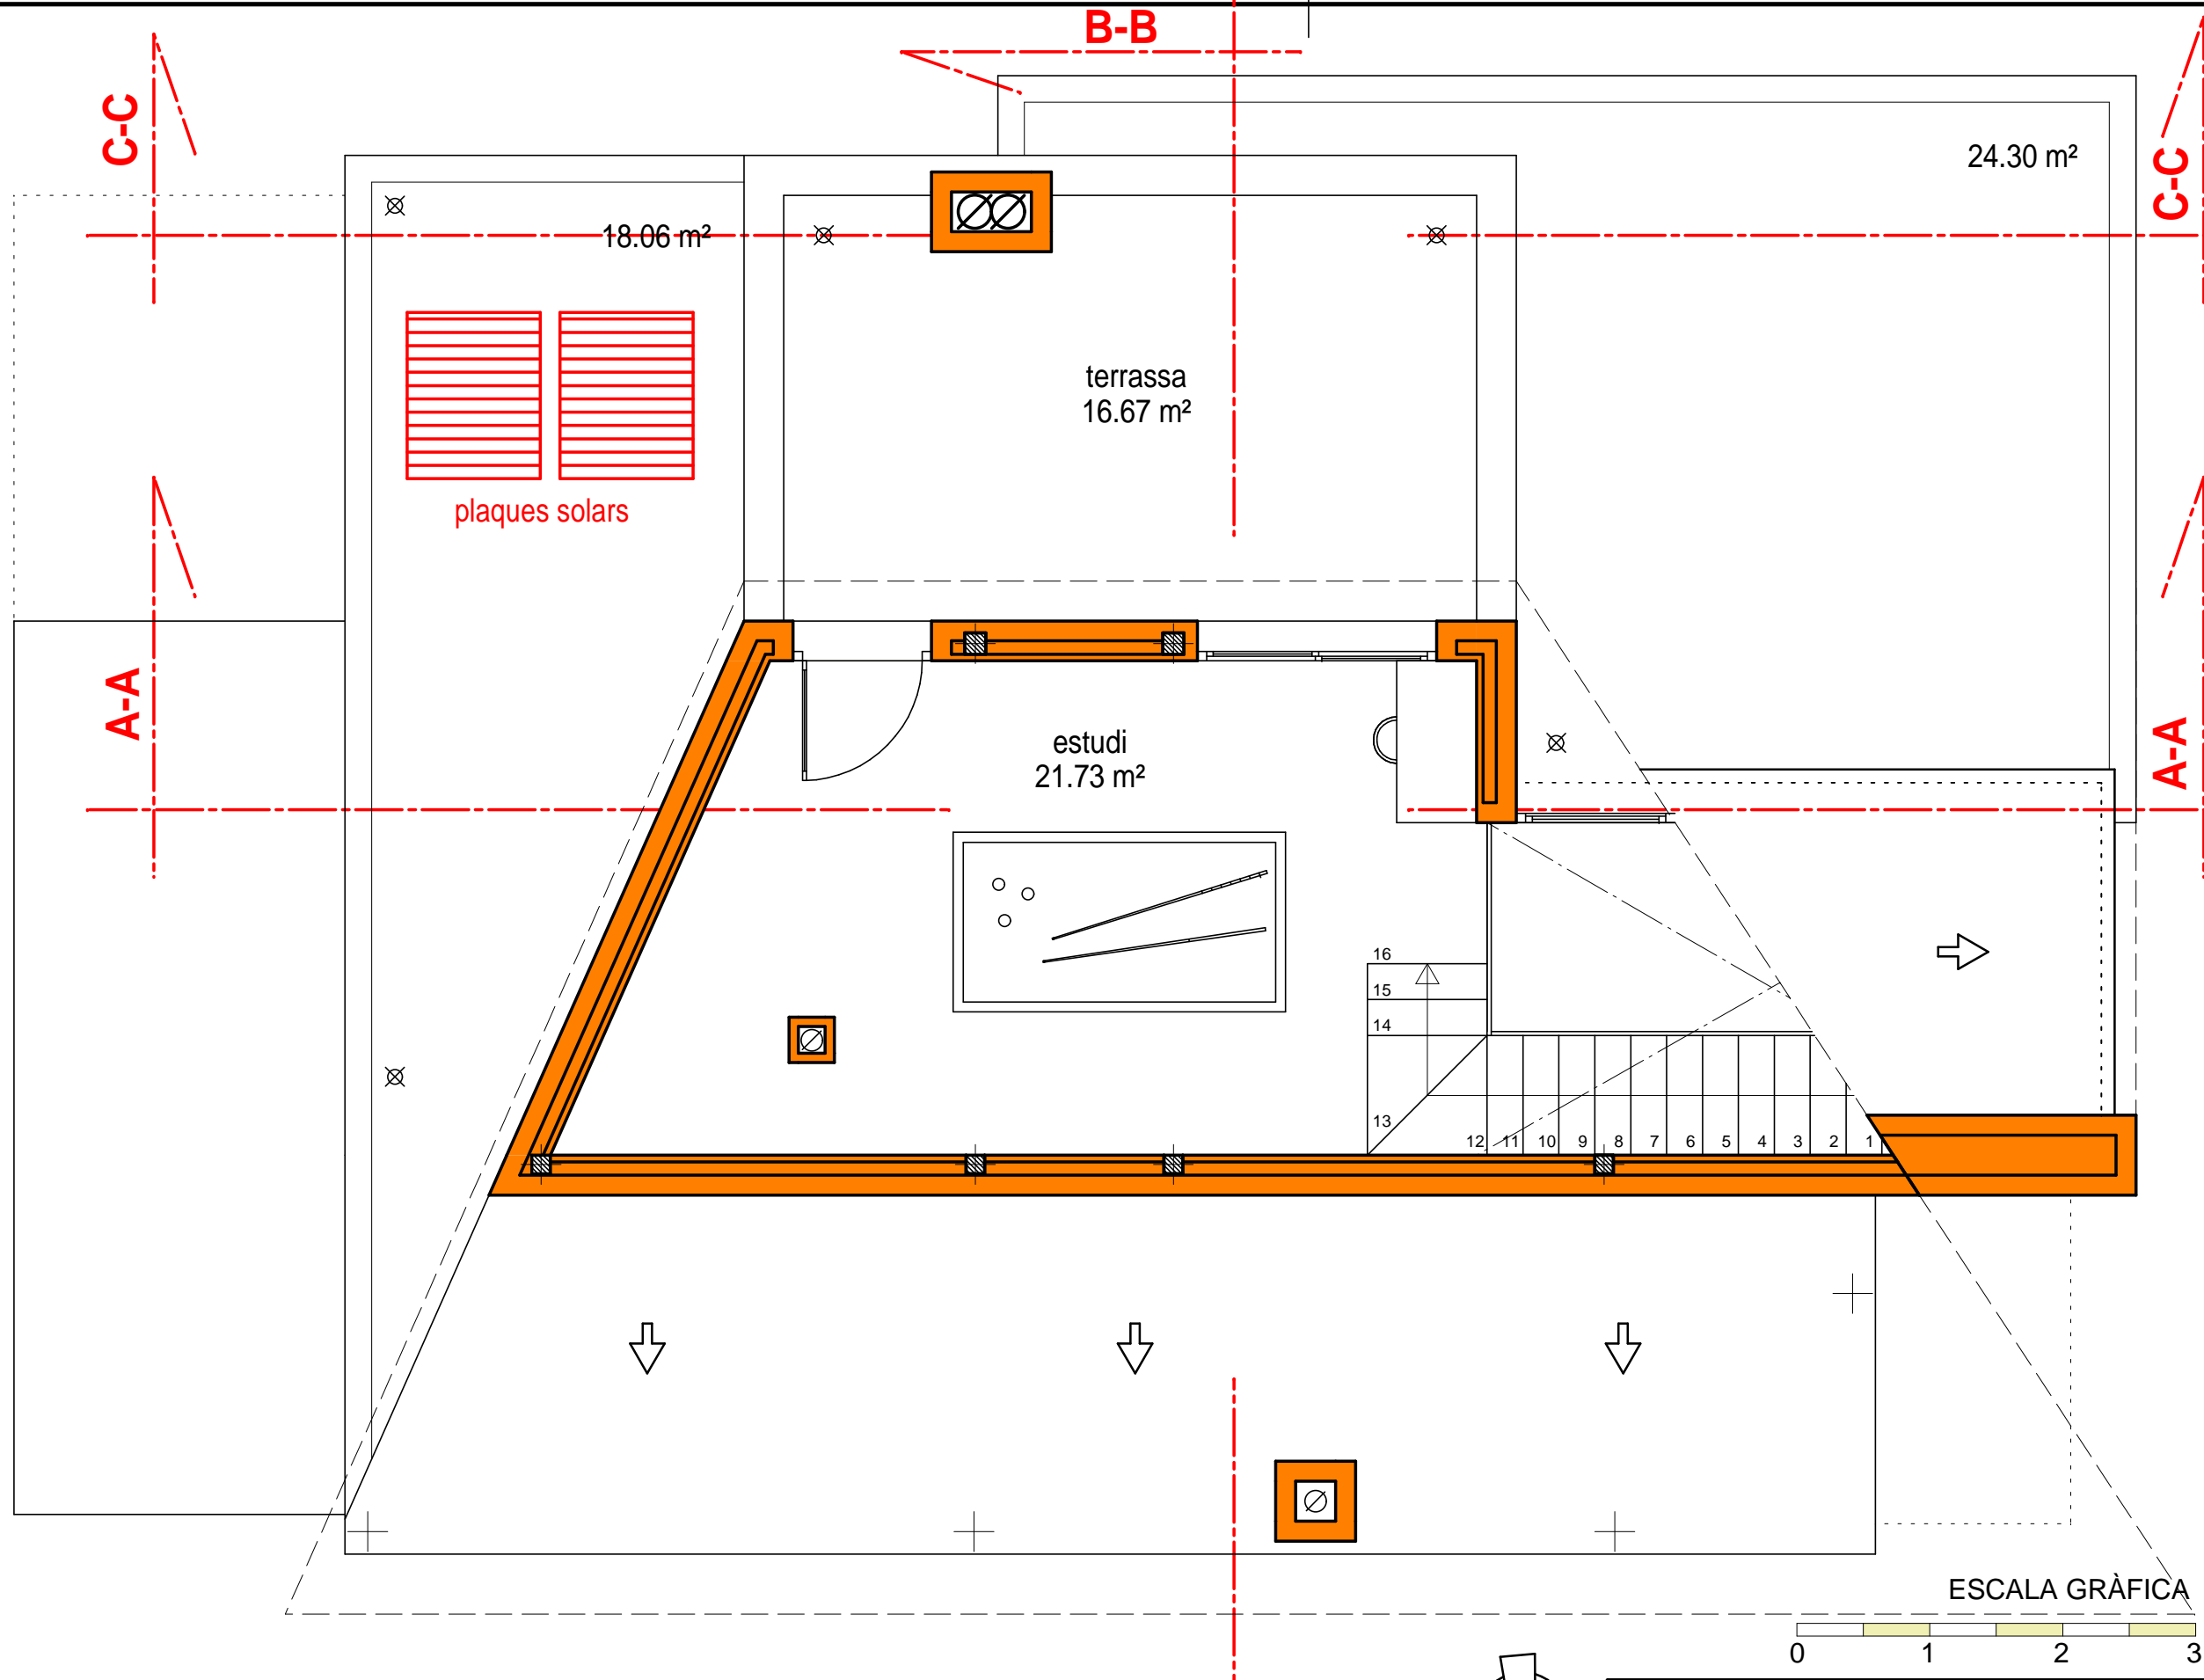 B-B
C-C
C-C
24.30 m²
18.06 m²
terrassa
16.67 m²
plaques solars
A-A
A-A
estudi
21.73 m²
16
15
14
13
12 11 10 9 8 7 6 5 4 3 2 1
ESCALA GRÀFICA
0 1 2 3